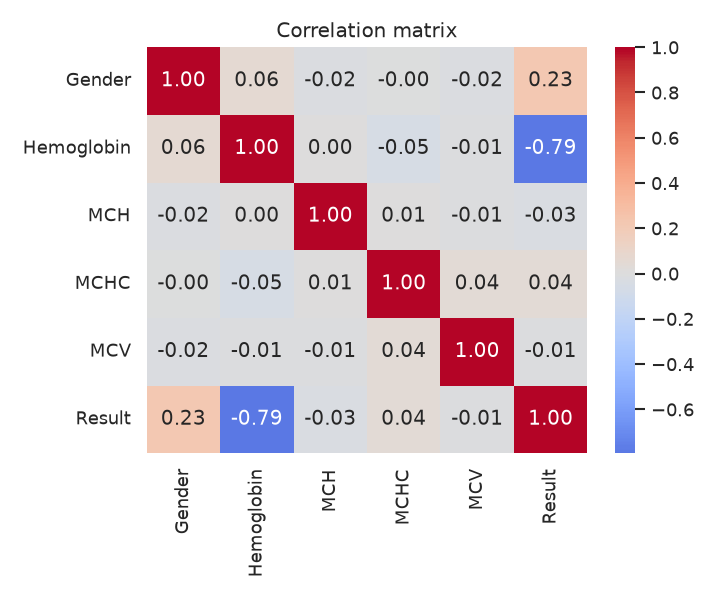 Correlation matrix
Gender 1.00 0.06 -0.02 -0.00 -0.02 0.23
Hemoglobin 0.06 1.00 0.00 -0.05 -0.01 -0.79
MCH -0.02 0.00 1.00 0.01 -0.01 -0.03
MCHC -0.00 -0.05 0.01 1.00 0.04 0.04
MCV -0.02 -0.01 -0.01 0.04 1.00 -0.01
Result 0.23 -0.79 -0.03 0.04 -0.01 1.00
Gender Hemoglobin MCH MCHC MCV Result
1.0
0.8
0.6
0.4
0.2
0.0
−0.2
−0.4
−0.6